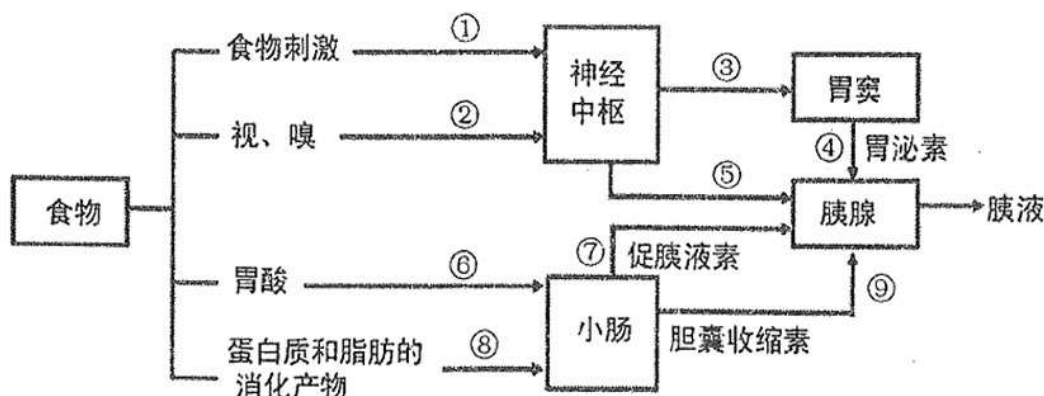 食物刺激
①
视、嗅
②
神经
中枢
③
胃窦
④
胃泌素
⑤
食物
胰腺
胰液
胃酸
⑥
⑦
促胰液素
小肠
⑨
胆囊收缩素
蛋白质和脂肪的
消化产物
⑧